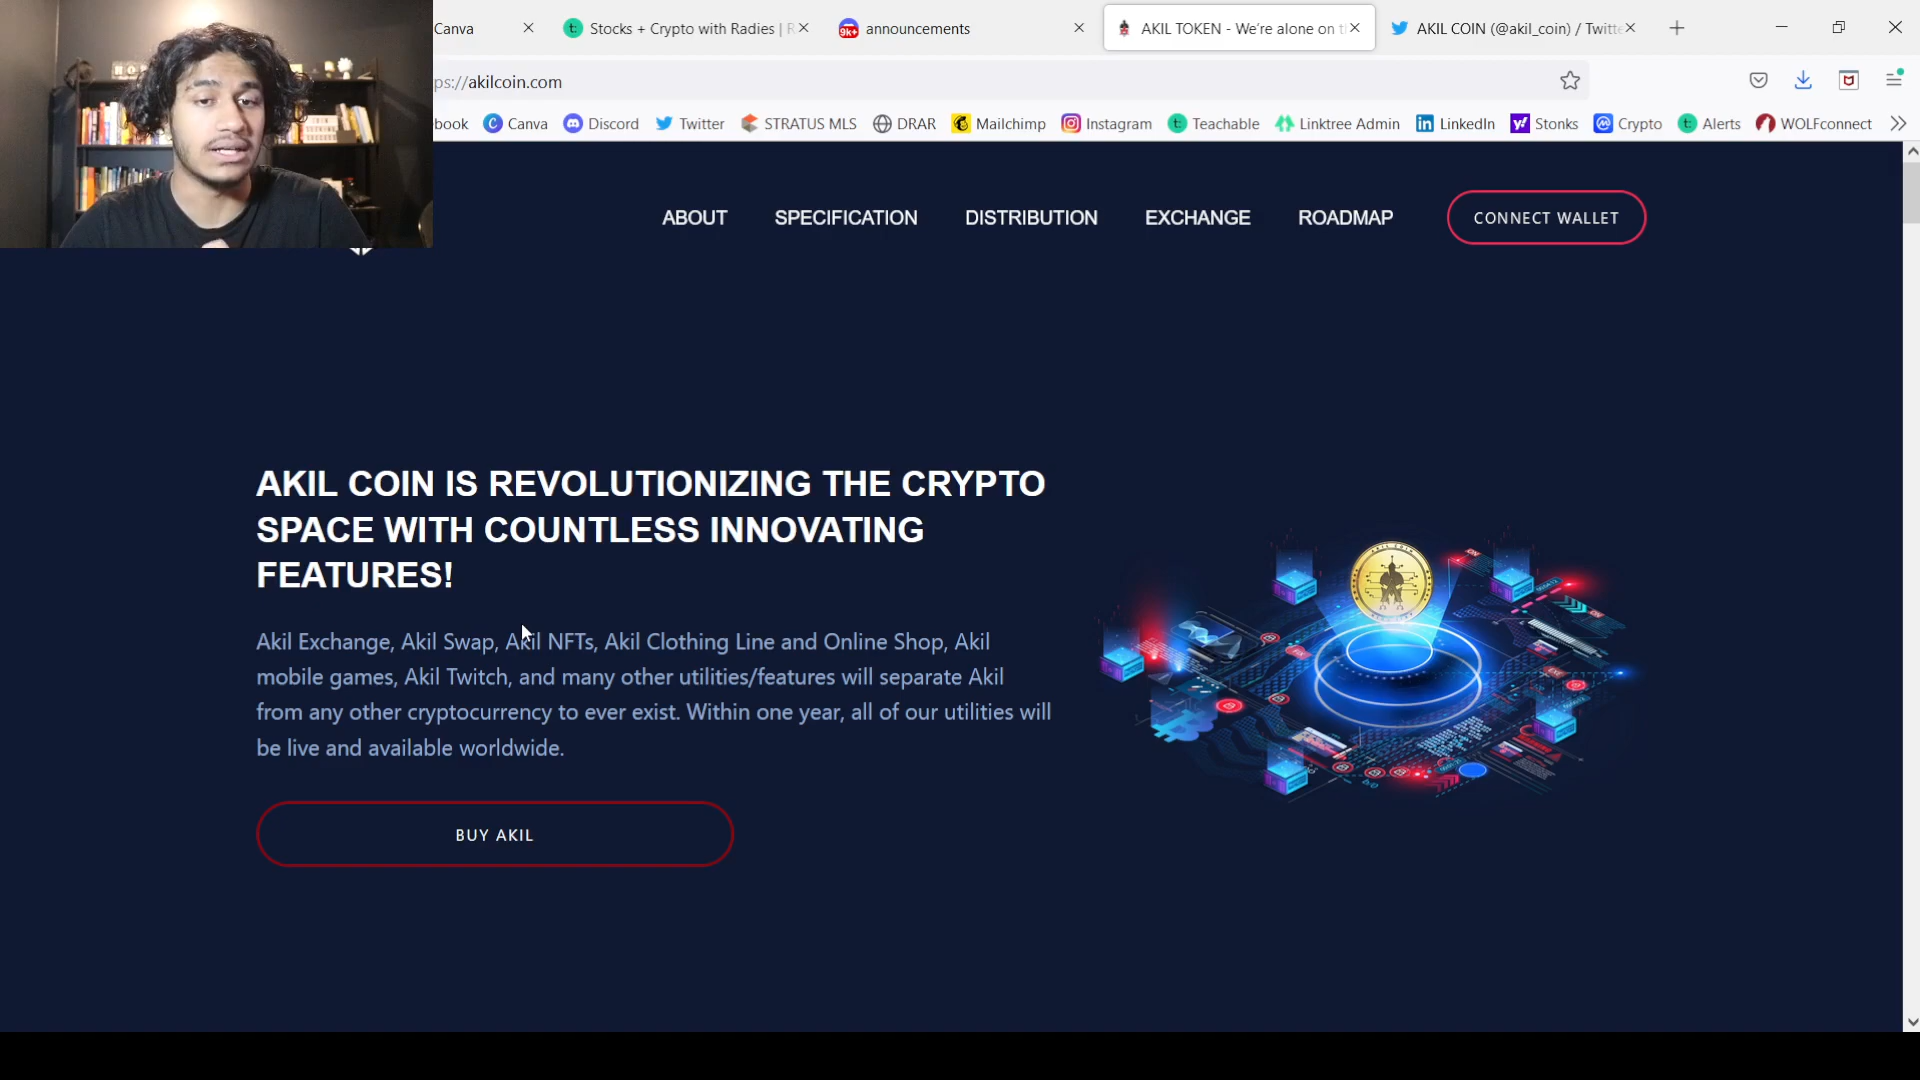 Canva
Stocks + Crypto with Radies | R
9k+
announcements
AKIL TOKEN - We're alone on t
AKIL COIN (@akil_coin) / Twitte
ps://akilcoin.com
book
Canva
Discord
Twitter
STRATUS MLS
DRAR
Mailchimp
Instagram
Teachable
Linktree Admin
LinkedIn
Stonks
Crypto
Alerts
WOLFconnect
ABOUT
SPECIFICATION
DISTRIBUTION
EXCHANGE
ROADMAP
CONNECT WALLET
AKIL COIN IS REVOLUTIONIZING THE CRYPTO
SPACE WITH COUNTLESS INNOVATING
FEATURES!
Akil Exchange, Akil Swap, Akil NFTs, Akil Clothing Line and Online Shop, Akil
mobile games, Akil Twitch, and many other utilities/features will separate Akil
from any other cryptocurrency to ever exist. Within one year, all of our utilities will
be live and available worldwide.
BUY AKIL